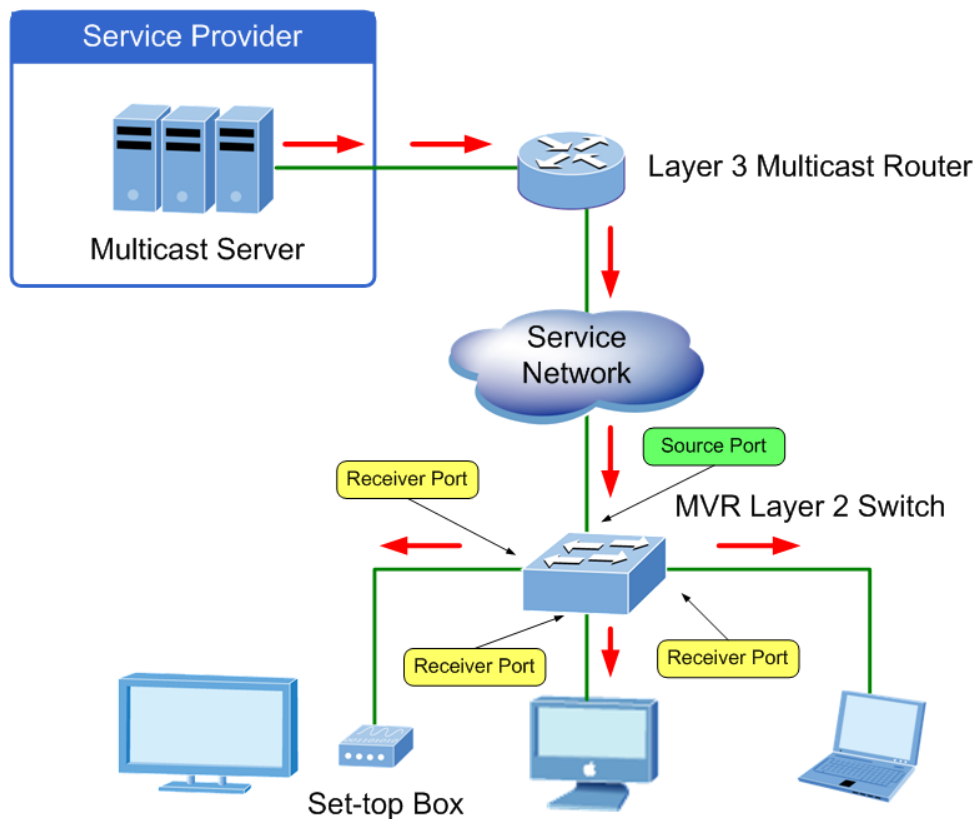 Service Provider
Multicast Server
Layer 3 Multicast Router
Service
Network
Source Port
Receiver Port
MVR Layer 2 Switch
Receiver Port
Receiver Port
Set-top Box